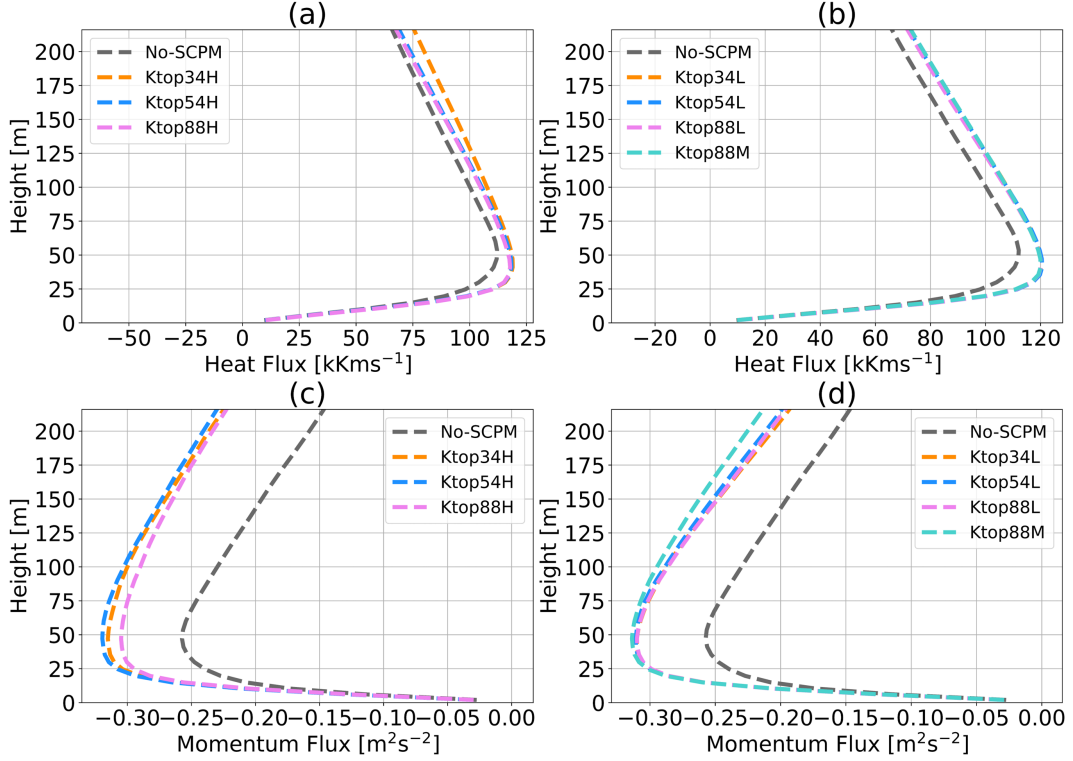 (a)
200
175
150
125
100
75
50
25
0
Height [m]
No-SCPM
Ktop34H
Ktop54H
Ktop88H
−50 −25 0 25 50 75 100 125
Heat Flux [kKms⁻¹]
(b)
200
175
150
125
100
75
50
25
0
Height [m]
No-SCPM
Ktop34L
Ktop54L
Ktop88L
Ktop88M
−20 0 20 40 60 80 100 120
Heat Flux [kKms⁻¹]
(c)
200
175
150
125
100
75
50
25
0
Height [m]
No-SCPM
Ktop34H
Ktop54H
Ktop88H
−0.30 −0.25 −0.20 −0.15 −0.10 −0.05 0.00
Momentum Flux [m²s⁻²]
(d)
200
175
150
125
100
75
50
25
0
Height [m]
No-SCPM
Ktop34L
Ktop54L
Ktop88L
Ktop88M
−0.30 −0.25 −0.20 −0.15 −0.10 −0.05 0.00
Momentum Flux [m²s⁻²]